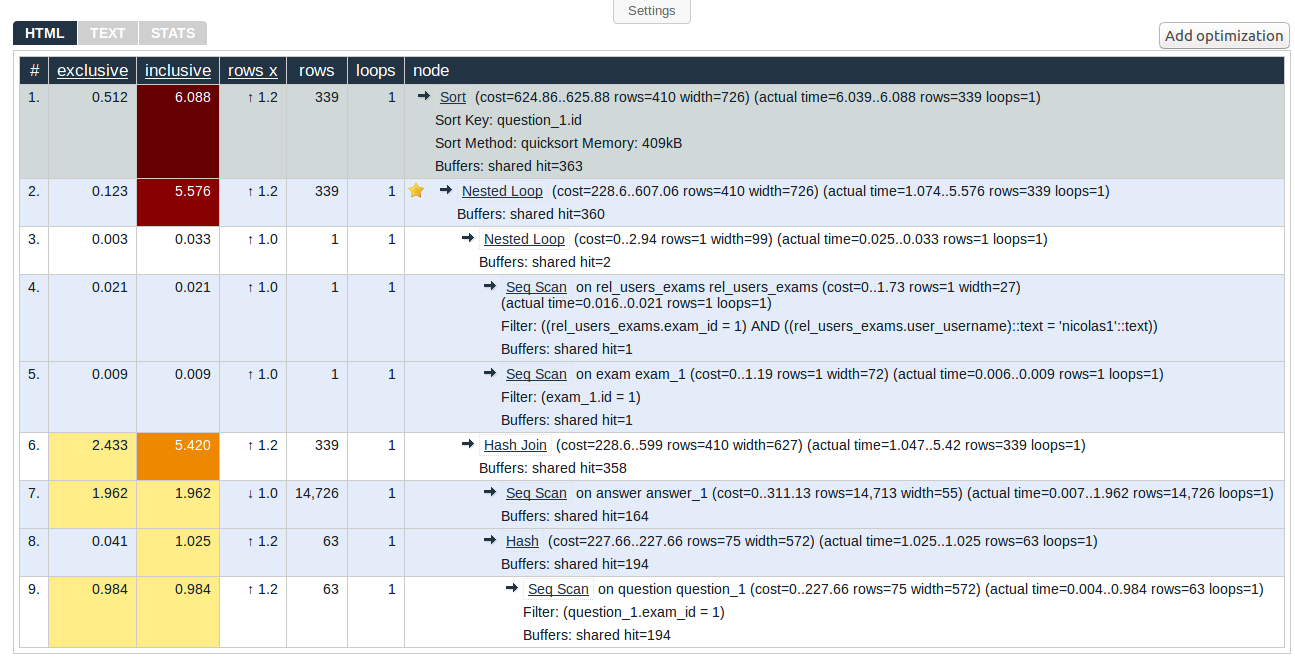 Settings
HTML TEXT STATS
Add optimization
# exclusive inclusive rows x rows loops node
1. 0.512 6.088 ↑ 1.2 339 1 → Sort (cost=624.86..625.88 rows=410 width=726) (actual time=6.039..6.088 rows=339 loops=1)
Sort Key: question_1.id
Sort Method: quicksort Memory: 409kB
Buffers: shared hit=363
2. 0.123 5.576 ↑ 1.2 339 1 → Nested Loop (cost=228.6..607.06 rows=410 width=726) (actual time=1.074..5.576 rows=339 loops=1)
Buffers: shared hit=360
3. 0.003 0.033 ↑ 1.0 1 1 → Nested Loop (cost=0..2.94 rows=1 width=99) (actual time=0.025..0.033 rows=1 loops=1)
Buffers: shared hit=2
4. 0.021 0.021 ↑ 1.0 1 1 → Seq Scan on rel_users_exams rel_users_exams (cost=0..1.73 rows=1 width=27)
(actual time=0.016..0.021 rows=1 loops=1)
Filter: ((rel_users_exams.exam_id = 1) AND ((rel_users_exams.user_username)::text = 'nicolas1'::text))
Buffers: shared hit=1
5. 0.009 0.009 ↑ 1.0 1 1 → Seq Scan on exam exam_1 (cost=0..1.19 rows=1 width=72) (actual time=0.006..0.009 rows=1 loops=1)
Filter: (exam_1.id = 1)
Buffers: shared hit=1
6. 2.433 5.420 ↑ 1.2 339 1 → Hash Join (cost=228.6..599 rows=410 width=627) (actual time=1.047..5.42 rows=339 loops=1)
Buffers: shared hit=358
7. 1.962 1.962 ↓ 1.0 14,726 1 → Seq Scan on answer answer_1 (cost=0..311.13 rows=14,713 width=55) (actual time=0.007..1.962 rows=14,726 loops=1)
Buffers: shared hit=164
8. 0.041 1.025 ↑ 1.2 63 1 → Hash (cost=227.66..227.66 rows=75 width=572) (actual time=1.025..1.025 rows=63 loops=1)
Buffers: shared hit=194
9. 0.984 0.984 ↑ 1.2 63 1 → Seq Scan on question question_1 (cost=0..227.66 rows=75 width=572) (actual time=0.004..0.984 rows=63 loops=1)
Filter: (question_1.exam_id = 1)
Buffers: shared hit=194